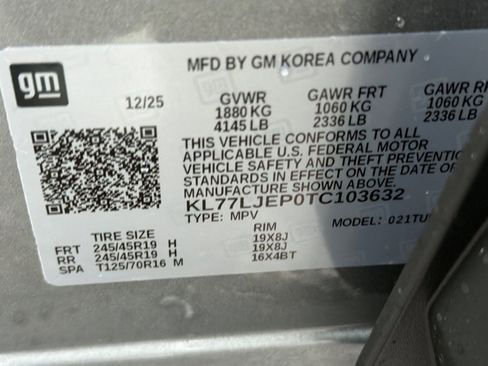 gm
MFD BY GM KOREA COMPANY
12/25 GVWR GAWR FRT GAWR
1880 KG 1060 KG 1060 KG
4145 LB 2336 LB 2336 LB
THIS VEHICLE CONFORMS TO ALL
APPLICABLE U.S. FEDERAL MOTOR
VEHICLE SAFETY AND THEFT PREVENTION
STANDARDS IN EFFECT ON THE DATE OF
MANUFACTURE SHOWN ABOVE.
KL77LJEP0TC103632
TYPE: MPV MODEL:
TIRE SIZE RIM
FRT 245/45R19 H 19X8J
RR 245/45R19 H 19X8J
SPA T125/70R16 M 16X4BT